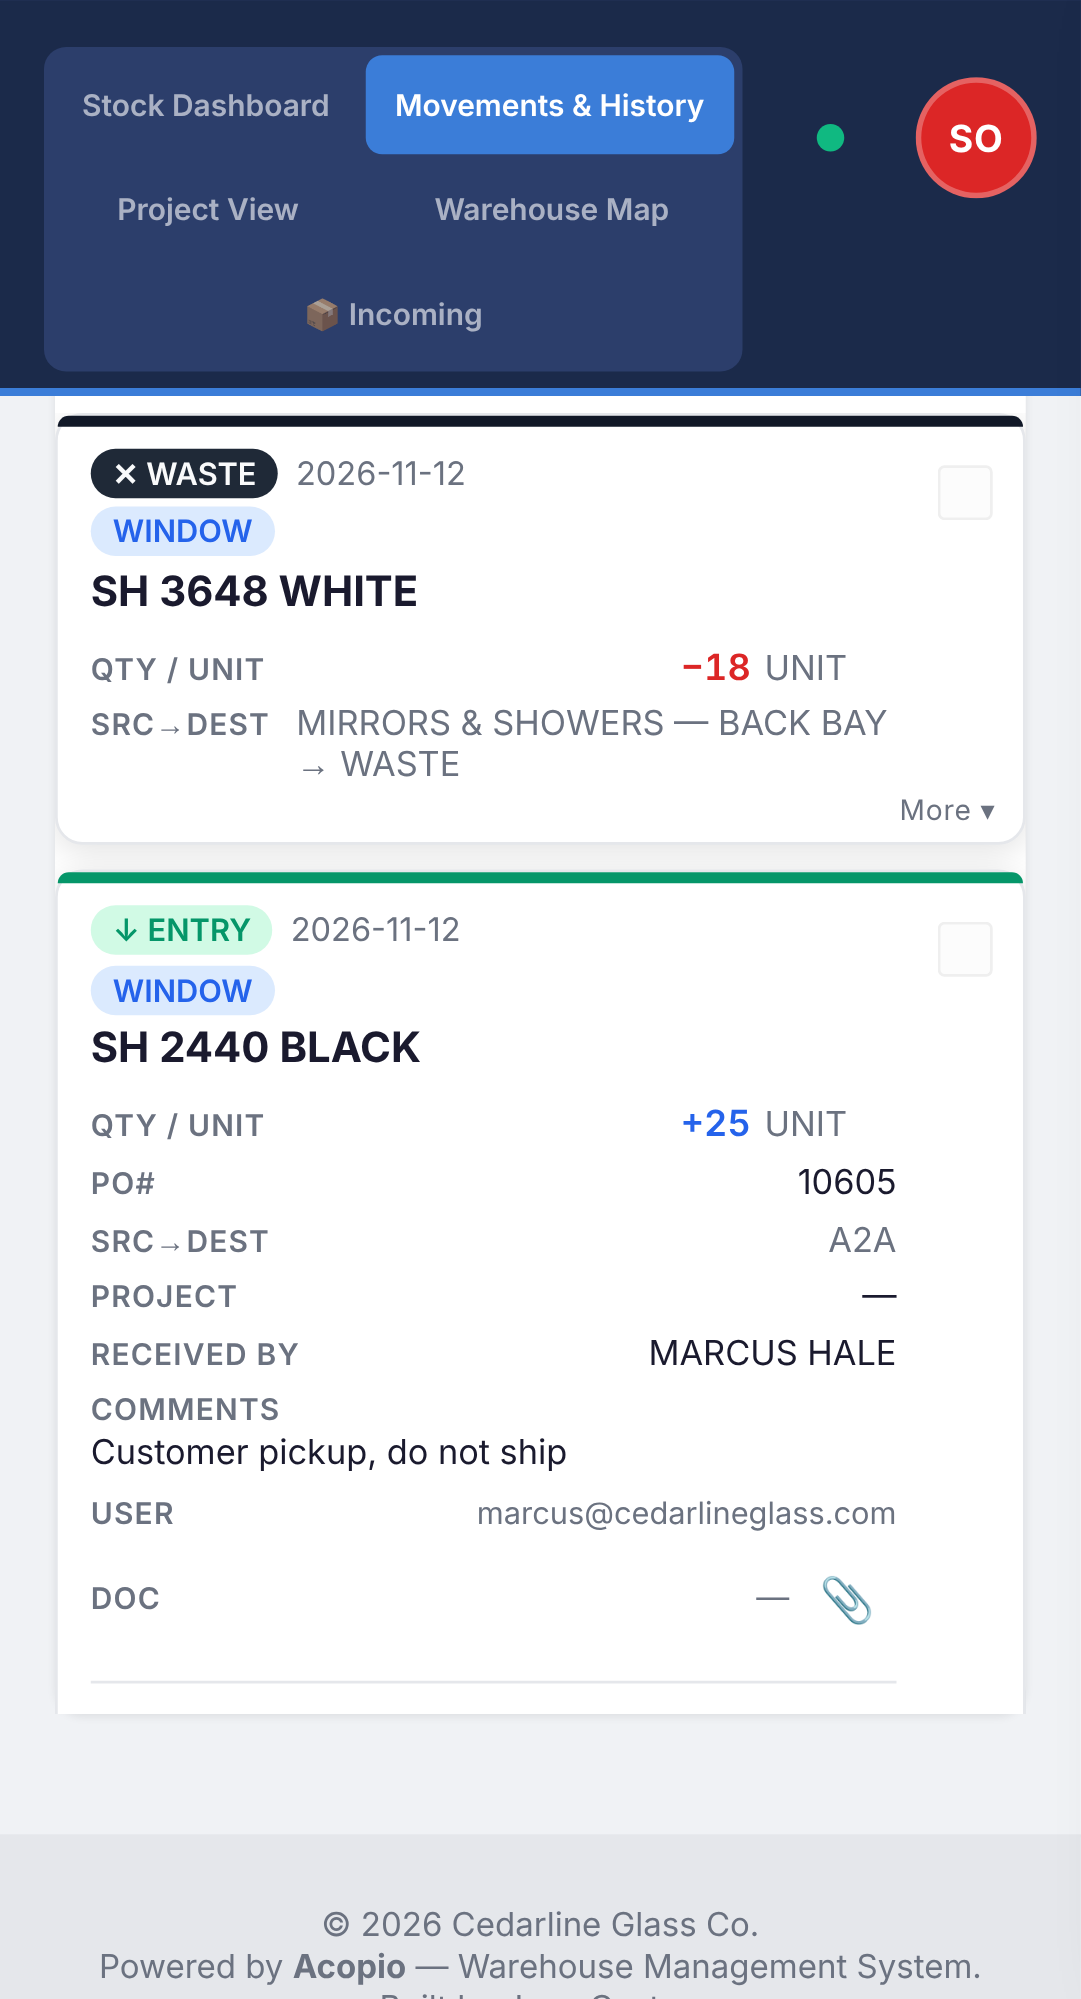 Stock Dashboard
Movements & History
Project View
Warehouse Map
📦 Incoming
SO
✕ WASTE 2026-11-12
WINDOW
SH 3648 WHITE
QTY / UNIT −18 UNIT
SRC→DEST MIRRORS & SHOWERS — BACK BAY
→ WASTE
More ▾
↓ ENTRY 2026-11-12
WINDOW
SH 2440 BLACK
QTY / UNIT +25 UNIT
PO# 10605
SRC→DEST A2A
PROJECT —
RECEIVED BY MARCUS HALE
COMMENTS
Customer pickup, do not ship
USER marcus@cedarlineglass.com
DOC — 📎
© 2026 Cedarline Glass Co.
Powered by Acopio — Warehouse Management System.